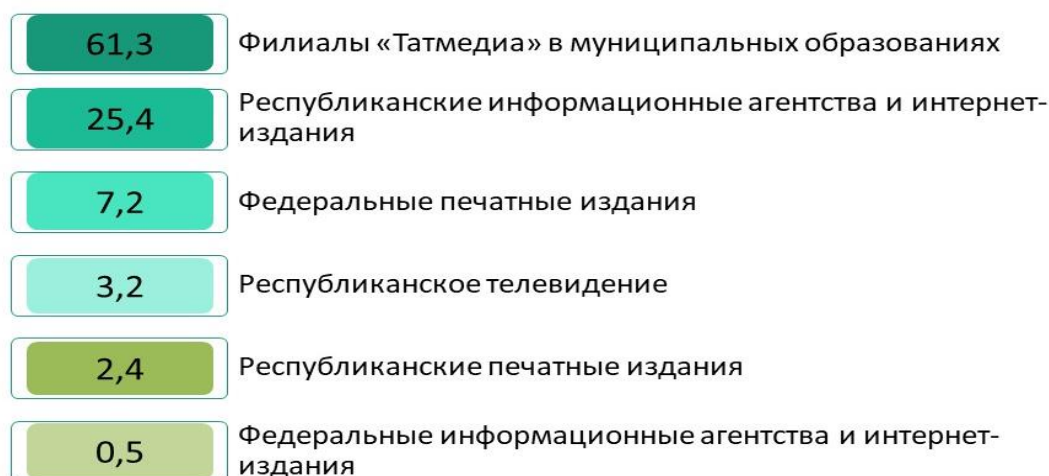 61,3 Филиалы «Татмедиа» в муниципальных образованиях
25,4 Республиканские информационные агентства и интернет-
издания
7,2 Федеральные печатные издания
3,2 Республиканское телевидение
2,4 Республиканские печатные издания
0,5 Федеральные информационные агентства и интернет-
издания